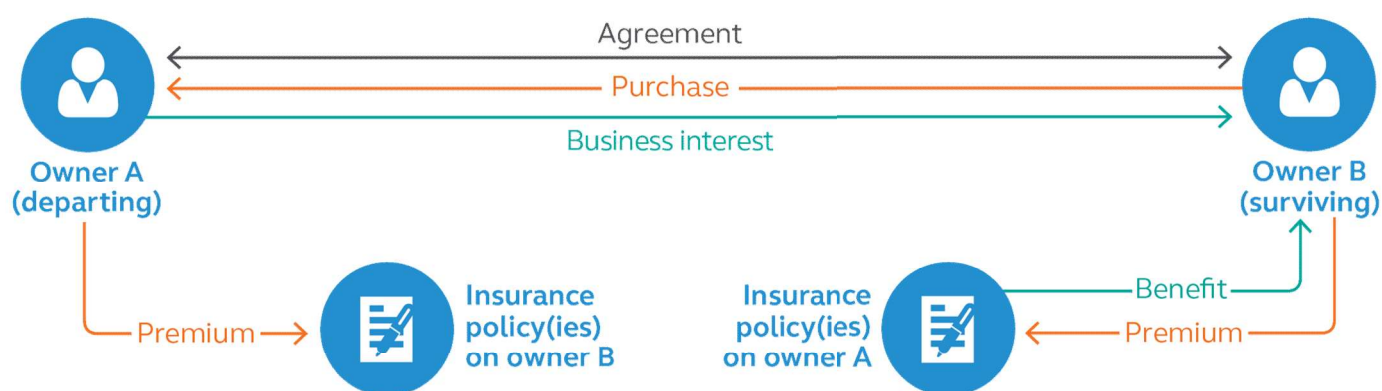 Agreement
Purchase
Business interest
Owner A
(departing)
Owner B
(surviving)
Premium
Insurance
policy(ies)
on owner B
Insurance
policy(ies)
on owner A
Benefit
Premium